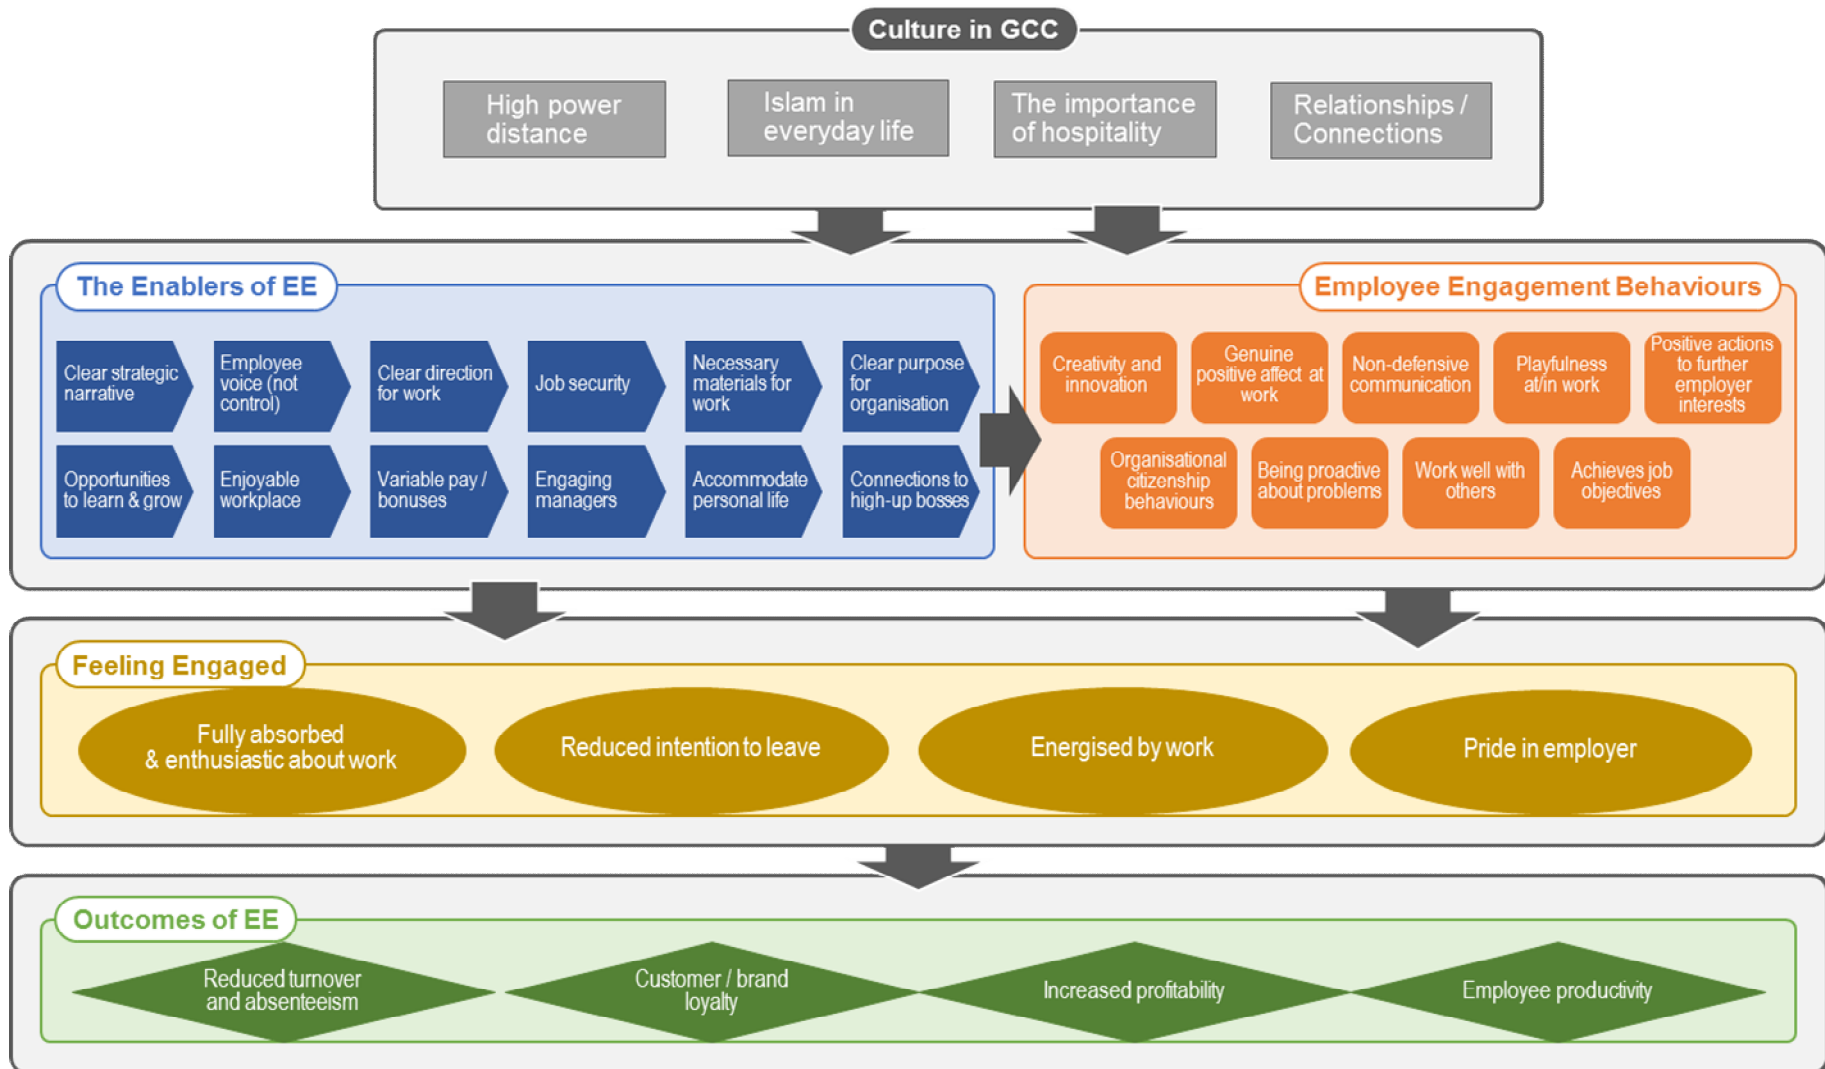 Culture in GCC
High power
distance
Islam in
everyday life
The importance
of hospitality
Relationships /
Connections
The Enablers of EE
Clear strategic
narrative
Employee
voice (not
control)
Clear direction
for work
Job security
Necessary
materials for
work
Clear purpose
for
organisation
Opportunities
to learn & grow
Enjoyable
workplace
Variable pay /
bonuses
Engaging
managers
Accommodate
personal life
Connections to
high-up bosses
Employee Engagement Behaviours
Creativity and
innovation
Genuine
positive affect at
work
Non-defensive
communication
Playfulness
at/in work
Positive actions
to further
employer
interests
Organisational
citizenship
behaviours
Being proactive
about problems
Work well with
others
Achieves job
objectives
Feeling Engaged
Fully absorbed
& enthusiastic about work
Reduced intention to leave
Energised by work
Pride in employer
Outcomes of EE
Reduced turnover
and absenteeism
Customer / brand
loyalty
Increased profitability
Employee productivity